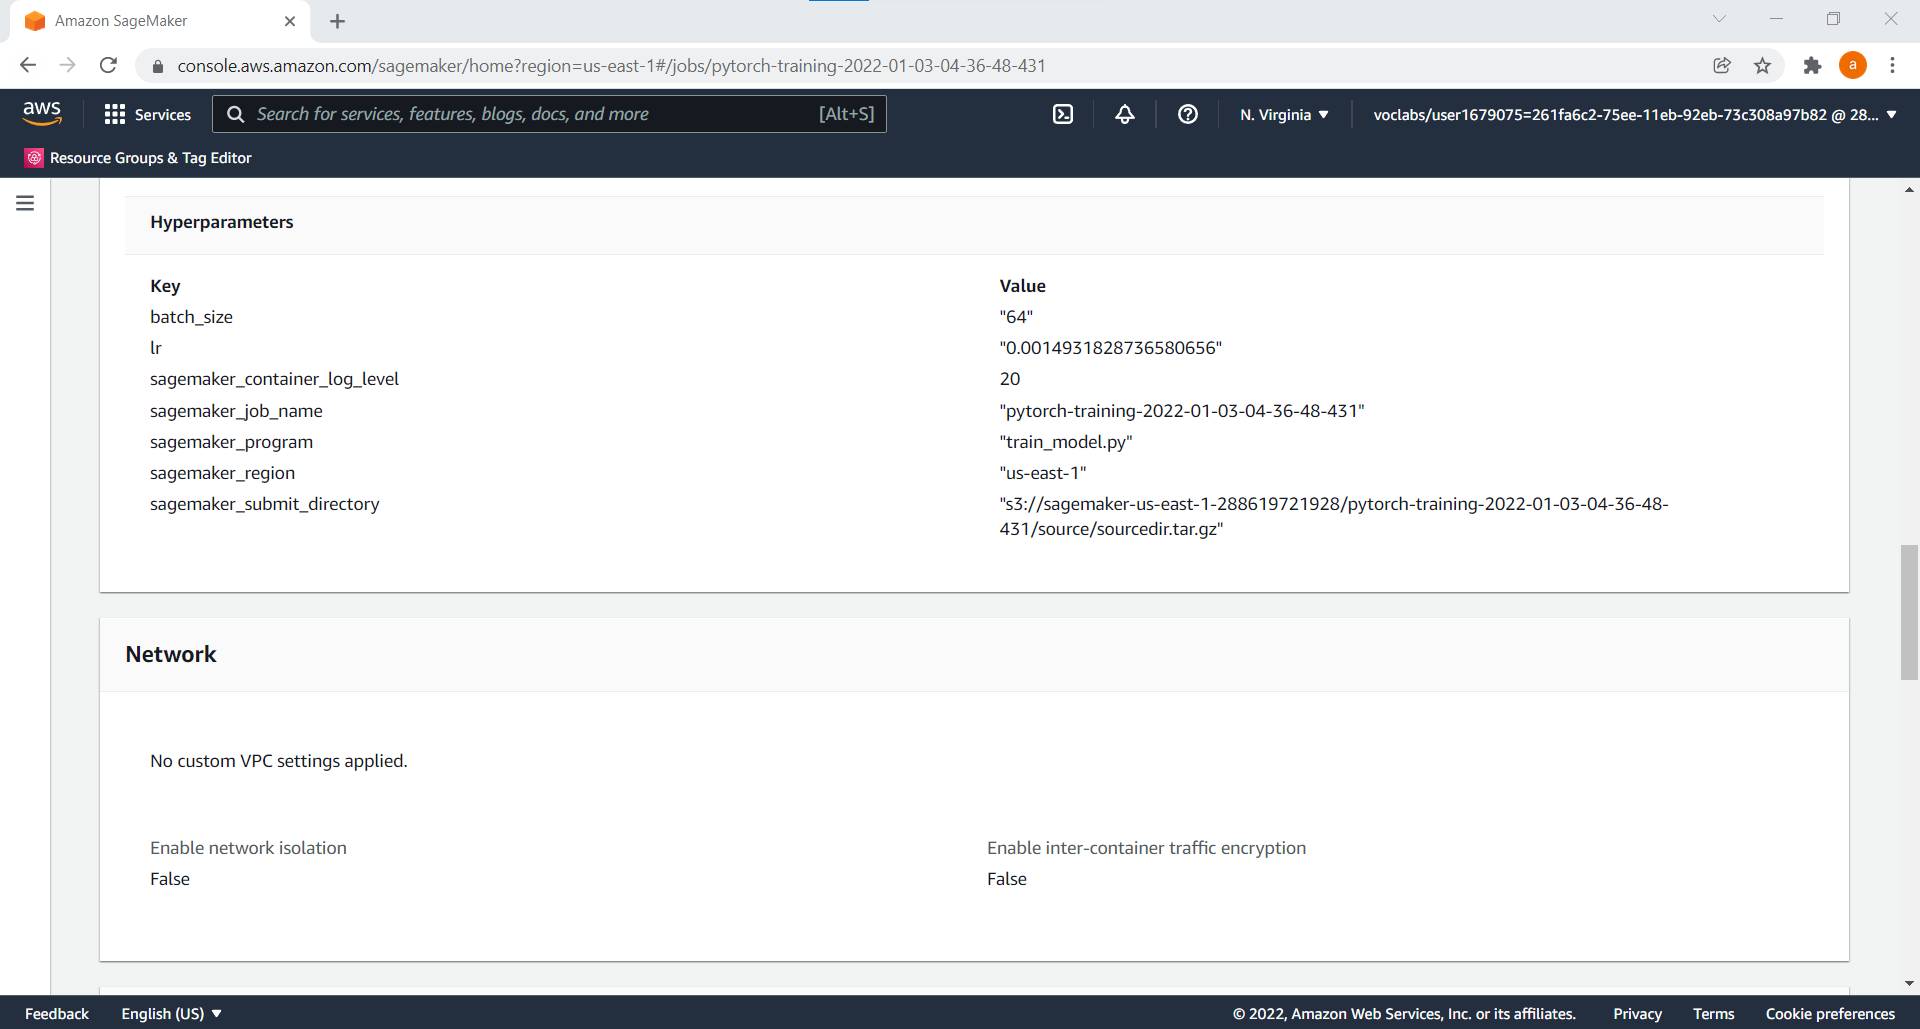 Amazon SageMaker
console.aws.amazon.com/sagemaker/home?region=us-east-1#/jobs/pytorch-training-2022-01-03-04-36-48-431
a
aws
Services
Search for services, features, blogs, docs, and more
[Alt+S]
N. Virginia
voclabs/user1679075=261fa6c2-75ee-11eb-92eb-73c308a97b82 @ 28...
Resource Groups & Tag Editor
Hyperparameters
Key Value
batch_size "64"
lr "0.0014931828736580656"
sagemaker_container_log_level 20
sagemaker_job_name "pytorch-training-2022-01-03-04-36-48-431"
sagemaker_program "train_model.py"
sagemaker_region "us-east-1"
sagemaker_submit_directory "s3://sagemaker-us-east-1-288619721928/pytorch-training-2022-01-03-04-36-48-
431/source/sourcedir.tar.gz"
Network
No custom VPC settings applied.
Enable network isolation Enable inter-container traffic encryption
False False
Feedback English (US) © 2022, Amazon Web Services, Inc. or its affiliates. Privacy Terms Cookie preferences